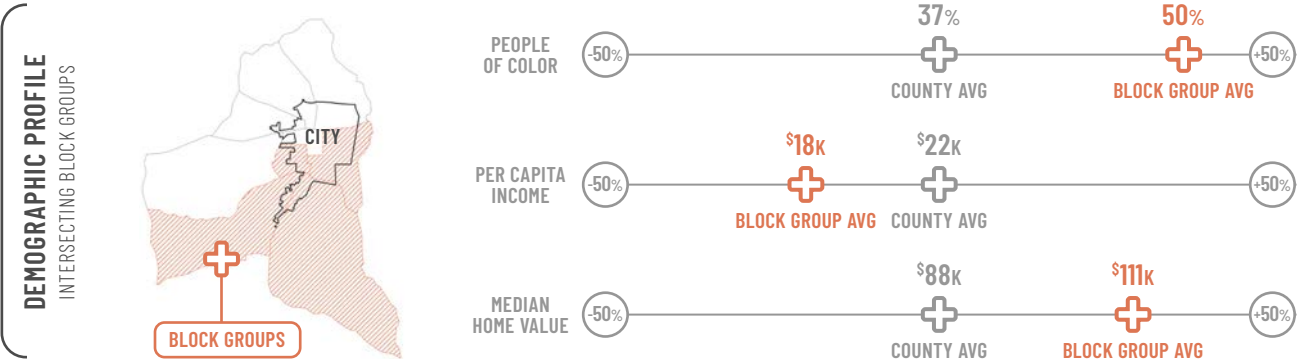 DEMOGRAPHIC PROFILE
INTERSECTING BLOCK GROUPS
CITY
BLOCK GROUPS
PEOPLE
OF COLOR
-50%
37%
COUNTY AVG
50%
BLOCK GROUP AVG
+50%
PER CAPITA
INCOME
-50%
$18K
BLOCK GROUP AVG
$22K
COUNTY AVG
+50%
MEDIAN
HOME VALUE
-50%
$88K
COUNTY AVG
$111K
BLOCK GROUP AVG
+50%